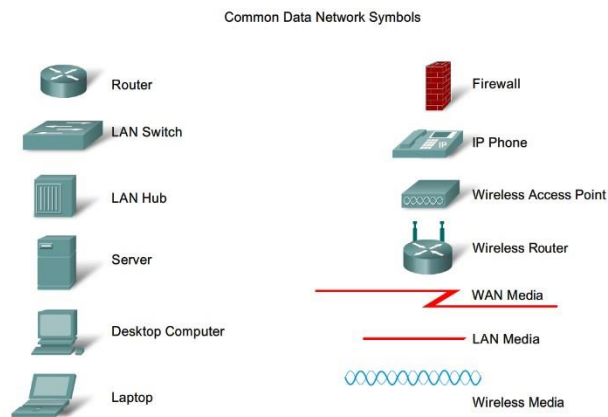 Common Data Network Symbols
Router
LAN Switch
LAN Hub
Server
Desktop Computer
Laptop
Firewall
IP Phone
IP
Wireless Access Point
Wireless Router
WAN Media
LAN Media
Wireless Media